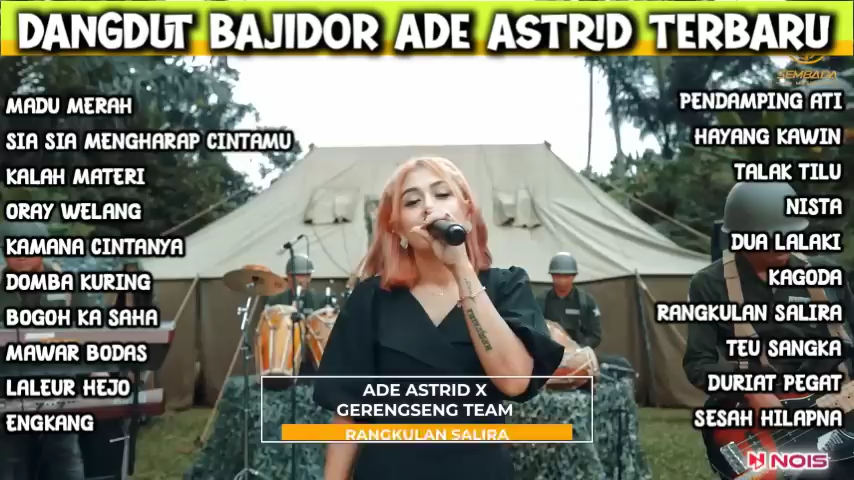 DANGDUT BAJIDOR ADE ASTRID TERBARU
SEMBADA
MADU MERAH
SIA SIA MENGHARAP CINTAMU
KALAH MATERI
ORAY WELANG
KAMANA CINTANYA
DOMBA KURING
BOGOH KA SAHA
MAWAR BODAS
LALEUR HEJO
ENGKANG
PENDAMPING ATI
HAYANG KAWIN
TALAK TILU
NISTA
DUA LALAKI
KAGODA
RANGKULAN SALIRA
TEU SANGKA
DURIAT PEGAT
SESAH HILAPNA
ADE ASTRID X
GERENGSENG TEAM
RANGKULAN SALIRA
NOIS